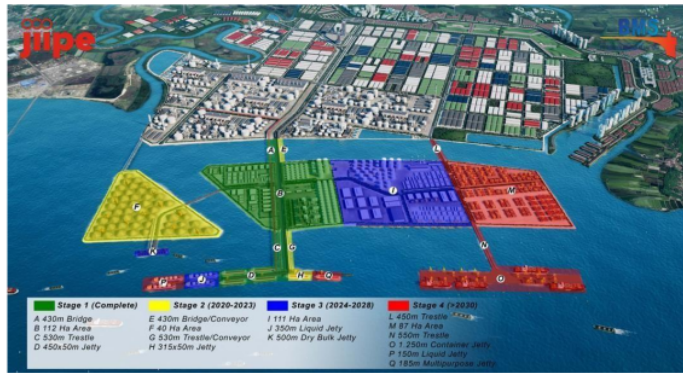 jiipe
BMS
A
E
L
B
I
M
F
C
G
N
K
P
J
D
H
Q
O
Stage 1 (Complete)
A 430m Bridge
B 112 Ha Area
C 530m Trestle
D 450x50m Jetty
Stage 2 (2020-2023)
E 430m Bridge/Conveyor
F 40 Ha Area
G 530m Trestle/Conveyor
H 315x50m Jetty
Stage 3 (2024-2028)
I 111 Ha Area
J 350m Liquid Jety
K 500m Dry Bulk Jetty
Stage 4 (>2030)
L 450m Trestle
M 87 Ha Area
N 550m Trestle
O 1.250m Container Jetty
P 150m Liquid Jetty
Q 185m Multipurpose Jetty